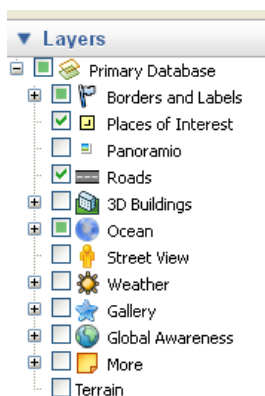 Layers
Primary Database
Borders and Labels
Places of Interest
Panoramio
Roads
3D Buildings
Ocean
Street View
Weather
Gallery
Global Awareness
More
Terrain